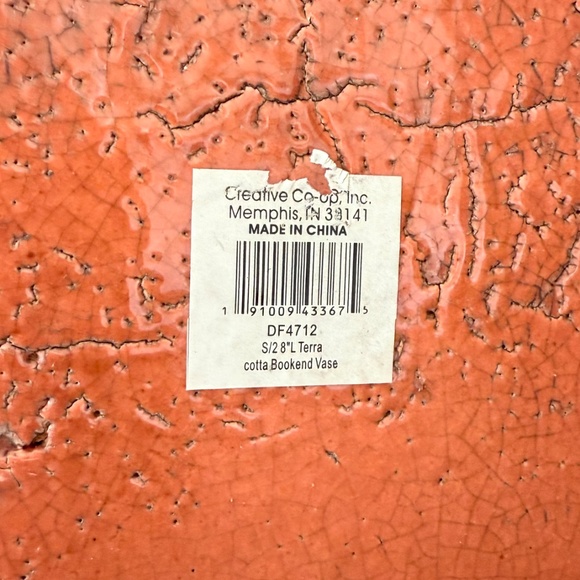 Creative Co-op, Inc.
Memphis, TN 38141
MADE IN CHINA
1 91009 43367 5
DF4712
S/2 8"L Terra
cotta Bookend Vase